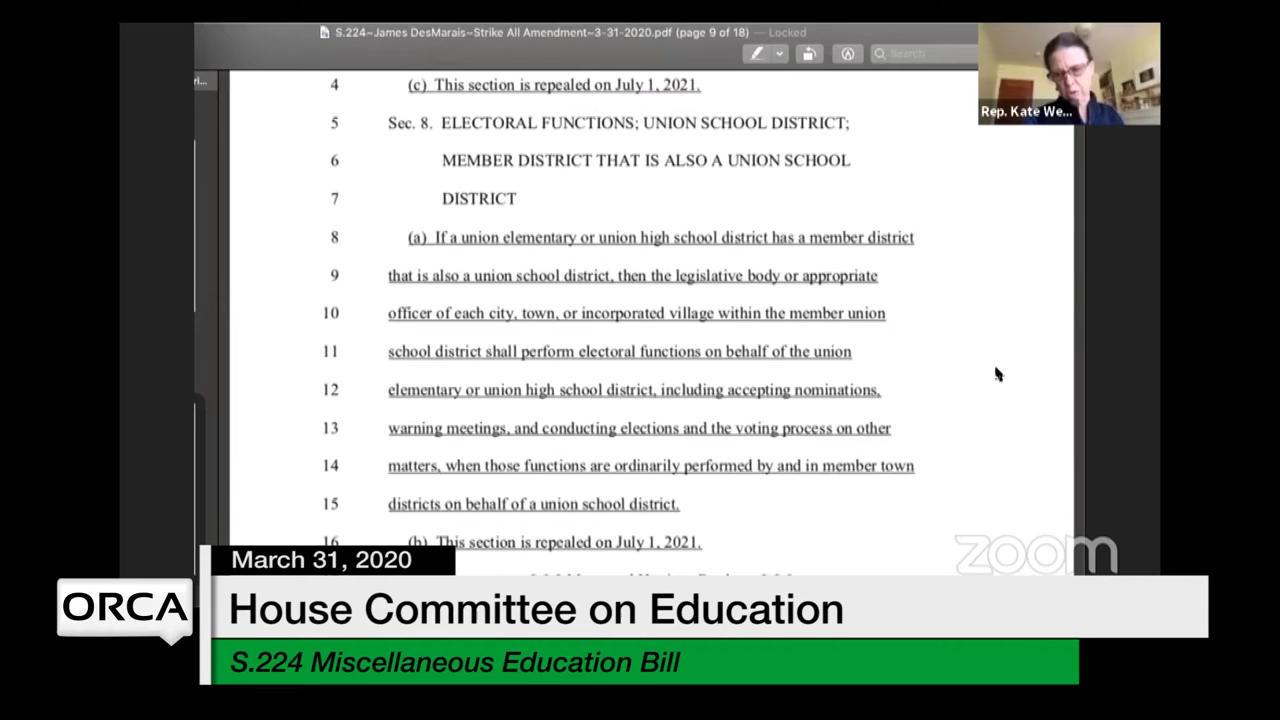 S.224~James DesMarais~Strike All Amendment~3-31-2020.pdf (page 9 of 18) — Locked
Search
Rep. Kate We...
4 (c) This section is repealed on July 1, 2021.
5 Sec. 8. ELECTORAL FUNCTIONS; UNION SCHOOL DISTRICT;
6 MEMBER DISTRICT THAT IS ALSO A UNION SCHOOL
7 DISTRICT
8 (a) If a union elementary or union high school district has a member district
9 that is also a union school district, then the legislative body or appropriate
10 officer of each city, town, or incorporated village within the member union
11 school district shall perform electoral functions on behalf of the union
12 elementary or union high school district, including accepting nominations,
13 warning meetings, and conducting elections and the voting process on other
14 matters, when those functions are ordinarily performed by and in member town
15 districts on behalf of a union school district.
16 (b) This section is repealed on July 1, 2021.
zoom
March 31, 2020
ORCA
House Committee on Education
S.224 Miscellaneous Education Bill